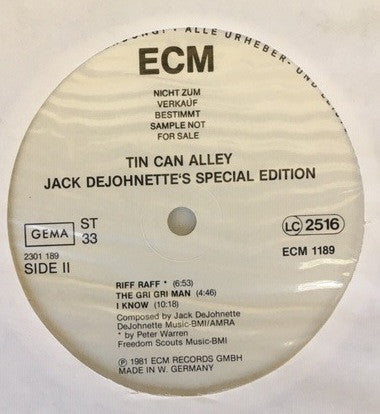 ALLE URHEBER- UND
ECM
NICHT ZUM
VERKAUF
BESTIMMT
SAMPLE NOT
FOR SALE
TIN CAN ALLEY
JACK DEJOHNETTE'S SPECIAL EDITION
GEMA
ST
33
LC 2516
2301 189
SIDE II
ECM 1189
RIFF RAFF * (6:53)
THE GRI GRI MAN (4:46)
I KNOW (10:18)
Composed by Jack DeJohnette
DeJohnette Music-BMI/AMRA
* by Peter Warren
Freedom Scouts Music-BMI
℗ 1981 ECM RECORDS GMBH
MADE IN W. GERMANY